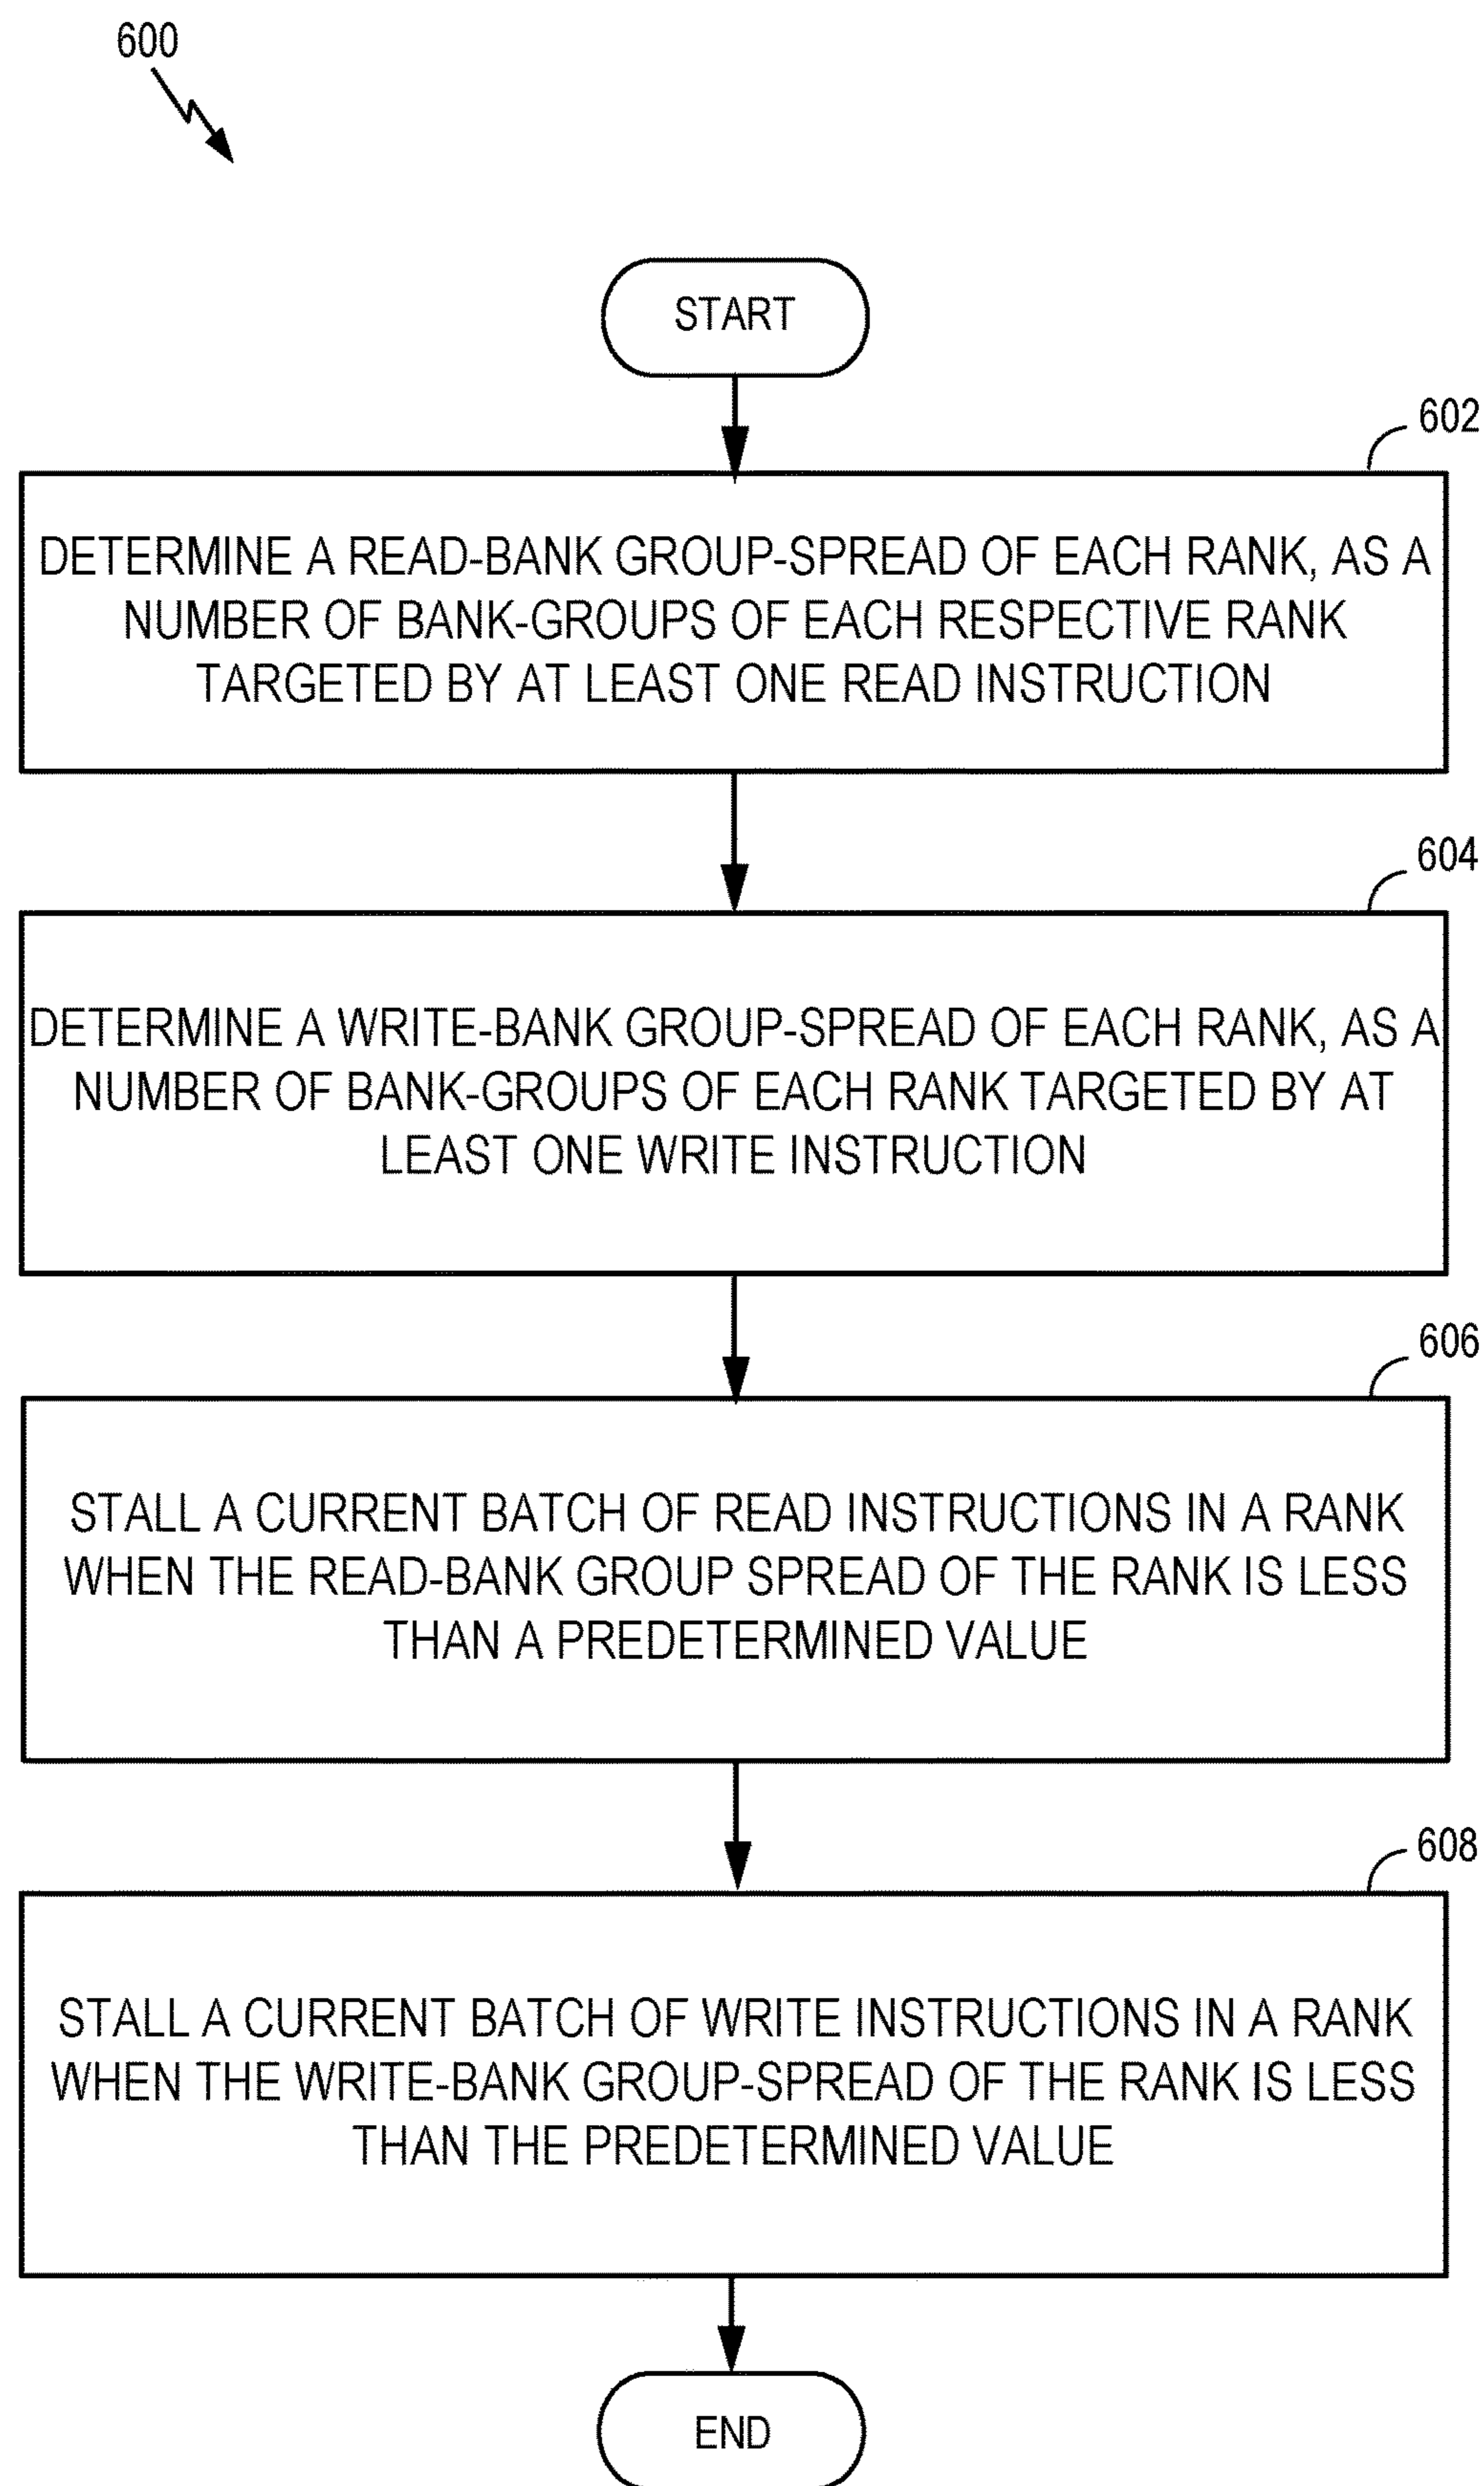 600
START
602
DETERMINE A READ-BANK GROUP-SPREAD OF EACH RANK, AS A
NUMBER OF BANK-GROUPS OF EACH RESPECTIVE RANK
TARGETED BY AT LEAST ONE READ INSTRUCTION
604
DETERMINE A WRITE-BANK GROUP-SPREAD OF EACH RANK, AS A
NUMBER OF BANK-GROUPS OF EACH RANK TARGETED BY AT
LEAST ONE WRITE INSTRUCTION
606
STALL A CURRENT BATCH OF READ INSTRUCTIONS IN A RANK
WHEN THE READ-BANK GROUP SPREAD OF THE RANK IS LESS
THAN A PREDETERMINED VALUE
608
STALL A CURRENT BATCH OF WRITE INSTRUCTIONS IN A RANK
WHEN THE WRITE-BANK GROUP-SPREAD OF THE RANK IS LESS
THAN THE PREDETERMINED VALUE
END